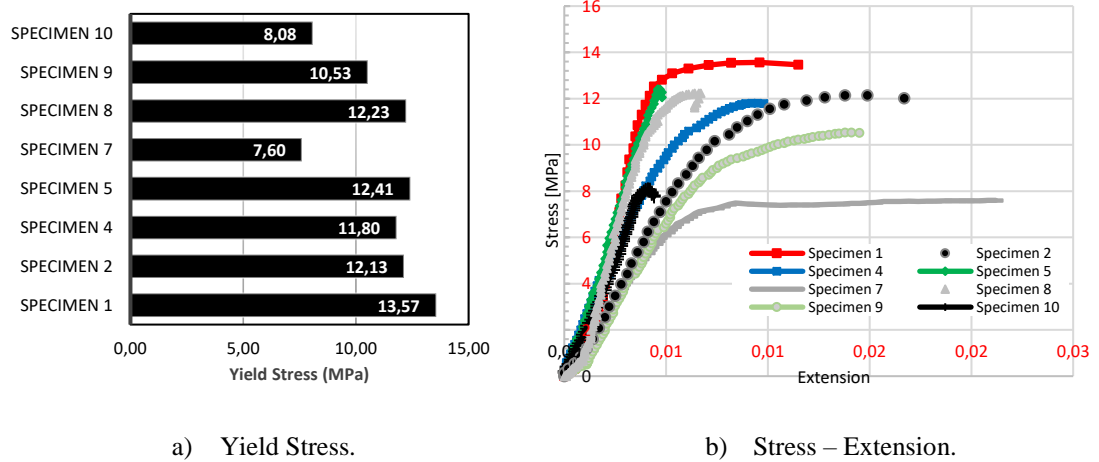 SPECIMEN 10
8,08
SPECIMEN 9
10,53
SPECIMEN 8
12,23
SPECIMEN 7
7,60
SPECIMEN 5
12,41
SPECIMEN 4
11,80
SPECIMEN 2
12,13
SPECIMEN 1
13,57
0,00 5,00 10,00 15,00
Yield Stress (MPa)
a) Yield Stress.
16
14
12
10
8
6
4
0
Stress [MPa]
Specimen 1 Specimen 2
Specimen 4 Specimen 5
Specimen 7 Specimen 8
Specimen 9 Specimen 10
0,01 0,01 0,02 0,02 0,03
Extension
b) Stress – Extension.